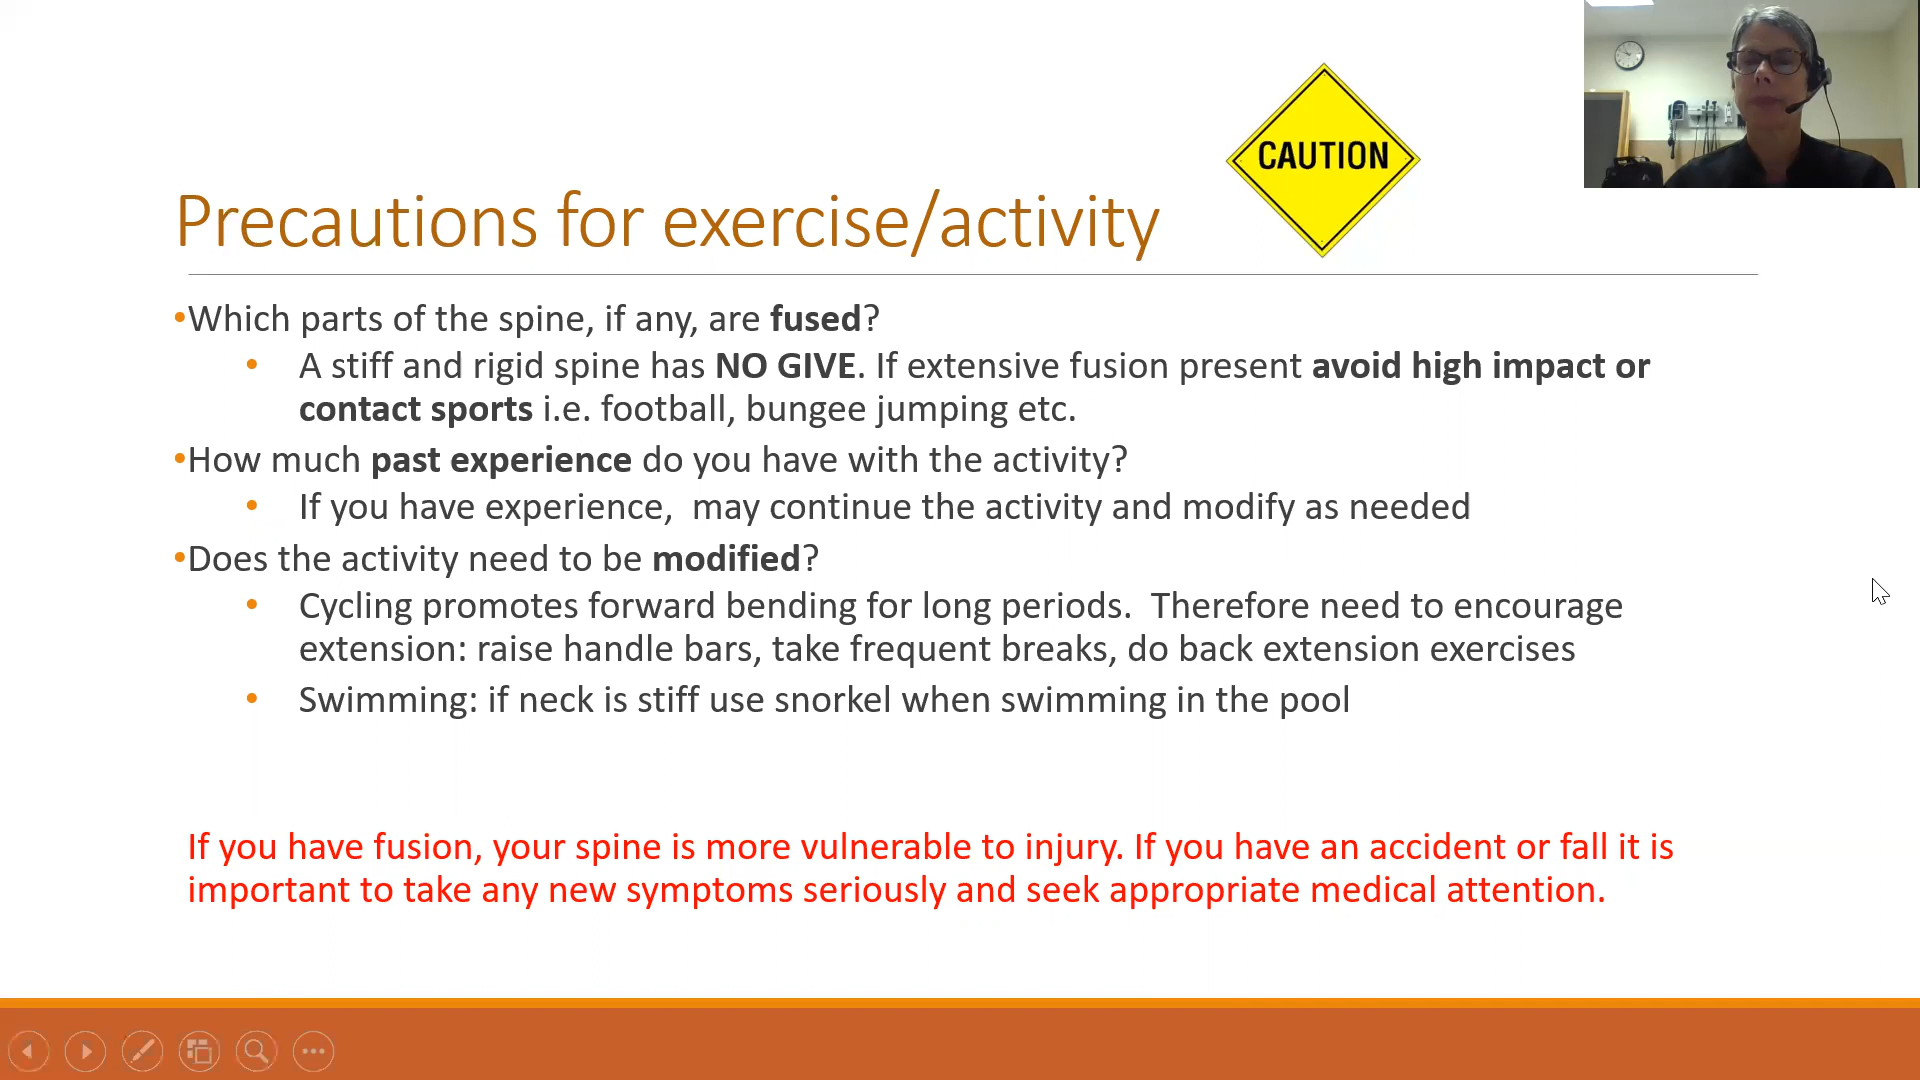 CAUTION
Precautions for exercise/activity
•Which parts of the spine, if any, are fused?
• A stiff and rigid spine has NO GIVE. If extensive fusion present avoid high impact or
contact sports i.e. football, bungee jumping etc.
•How much past experience do you have with the activity?
• If you have experience,  may continue the activity and modify as needed
•Does the activity need to be modified?
• Cycling promotes forward bending for long periods.  Therefore need to encourage
extension: raise handle bars, take frequent breaks, do back extension exercises
• Swimming: if neck is stiff use snorkel when swimming in the pool
If you have fusion, your spine is more vulnerable to injury. If you have an accident or fall it is
important to take any new symptoms seriously and seek appropriate medical attention.